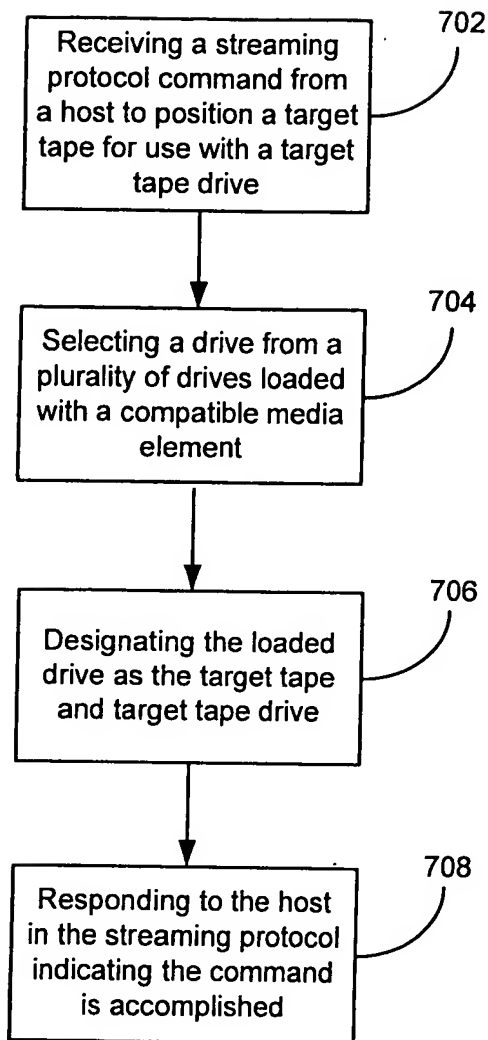 702
Receiving a streaming
protocol command from
a host to position a target
tape for use with a target
tape drive
704
Selecting a drive from a
plurality of drives loaded
with a compatible media
element
706
Designating the loaded
drive as the target tape
and target tape drive
708
Responding to the host
in the streaming protocol
indicating the command
is accomplished